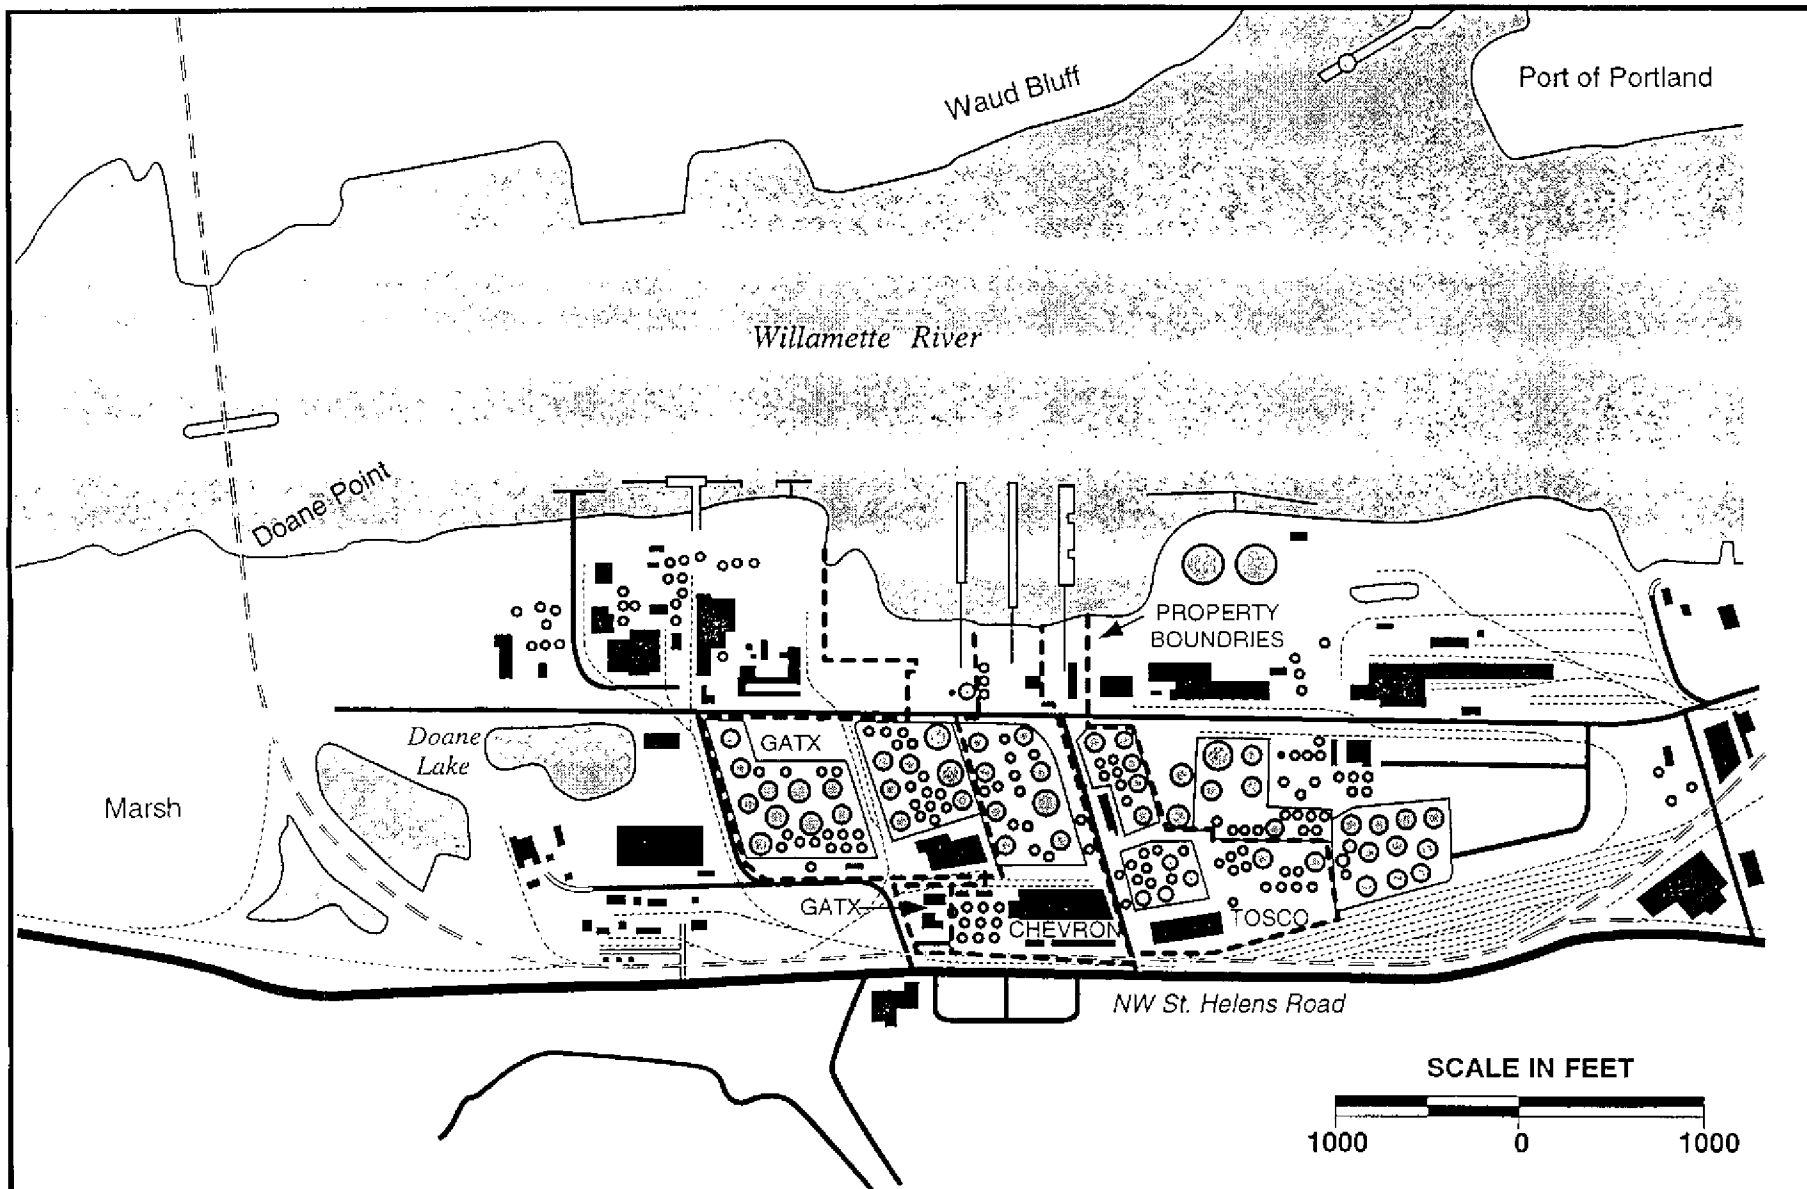 Waud Bluff
Port of Portland
Willamette River
Doane Point
PROPERTY
BOUNDRIES
Doane
Lake
GATX
Marsh
GATX
CHEVRON
TOSCO
NW St. Helens Road
SCALE IN FEET
1000 0 1000